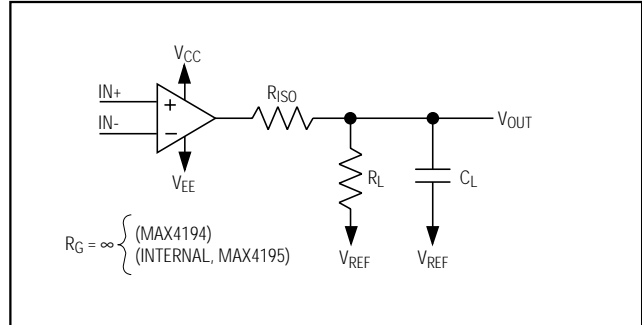 VCC
IN+
IN-
+
−
RISO
VOUT
VEE
RL
CL
RG = ∞ { (MAX4194)
(INTERNAL, MAX4195)
VREF
VREF